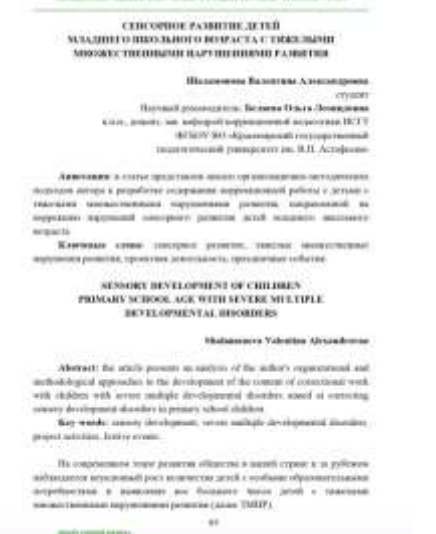 СЕНСОРНОЕ РАЗВИТИЕ ДЕТЕЙ
МЛАДШЕГО ШКОЛЬНОГО ВОЗРАСТА С ТЯЖЕЛЫМИ
МНОЖЕСТВЕННЫМИ НАРУШЕНИЯМИ РАЗВИТИЯ
Валентина Александровна
студент
Научный руководитель: Беляева Ольга Леонидовна
к.п.н., доцент, зав. кафедрой коррекционной педагогики ИСГТ
ФГБОУ ВО «Красноярский государственный
педагогический университет им. В.П. Астафьева»
Аннотация: в статье представлен анализ организационно-методических
подходов автора к разработке содержания коррекционной работы с детьми с
тяжелыми множественными нарушениями развития, направленной на
коррекцию нарушений сенсорного развития детей младшего школьного
возраста.
Ключевые слова: сенсорное развитие, тяжелые множественные
нарушения развития, проектная деятельность, праздничные события.
SENSORY DEVELOPMENT OF CHILDREN
PRIMARY SCHOOL AGE WITH SEVERE MULTIPLE
DEVELOPMENTAL DISORDERS
Valentina Alexandrovna
Abstract: the article presents an analysis of the author's organizational and
methodological approaches to the development of the content of correctional work
with children with severe multiple developmental disorders aimed at correcting
sensory development disorders in primary school children.
Key words: sensory development, severe multiple developmental disorders,
project activities, festive events.
На современном этапе развития общества в нашей стране и за рубежом
наблюдается неуклонный рост количества детей с особыми образовательными
потребностями и выявление все большего числа детей с тяжелыми
множественными нарушениями развития (далее ТМНР).